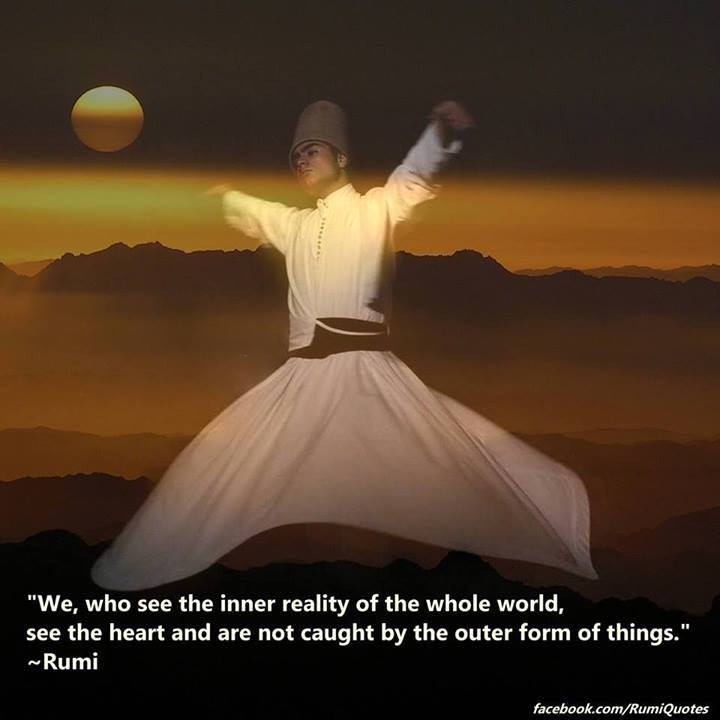 "We, who see the inner reality of the whole world,
see the heart and are not caught by the outer form of things."
~Rumi
facebook.com/RumiQuotes